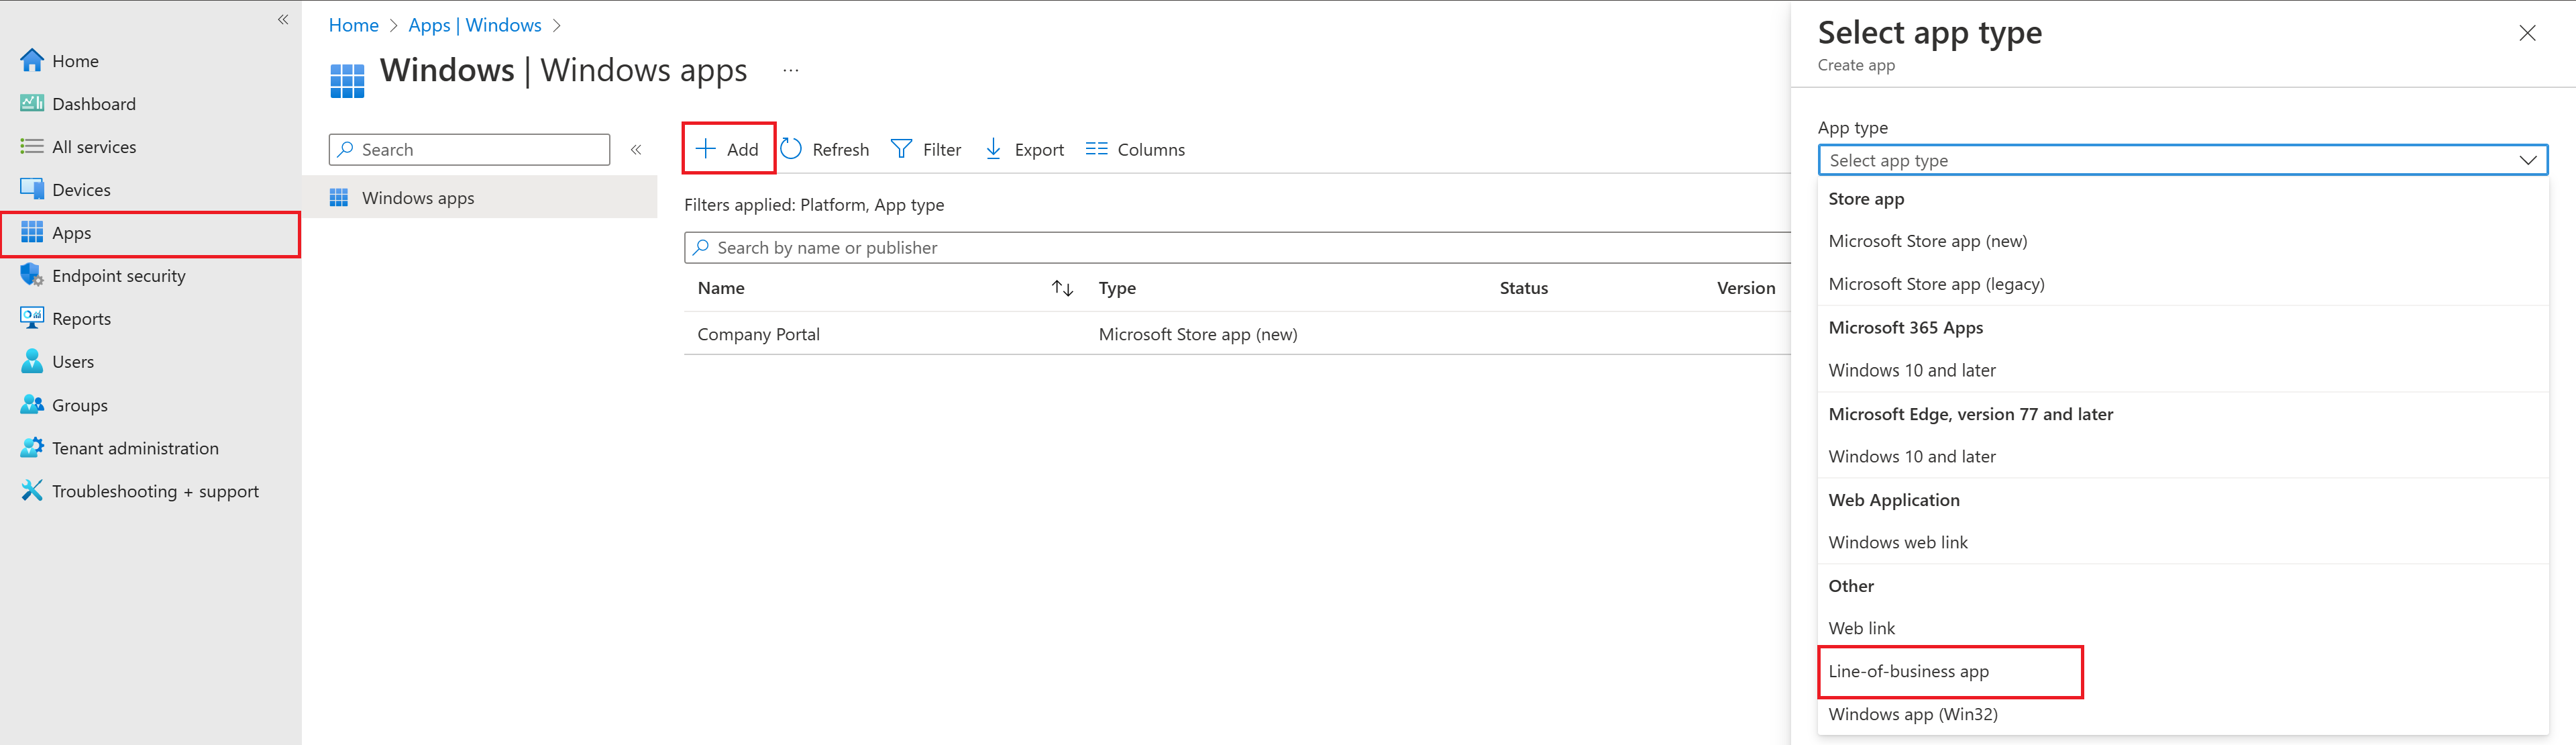 Home
Dashboard
All services
Devices
Apps
Endpoint security
Reports
Users
Groups
Tenant administration
Troubleshooting + support
Home > Apps | Windows >
Windows | Windows apps ...
Search
Windows apps
Add Refresh Filter Export Columns
Filters applied: Platform, App type
Search by name or publisher
Name Type Status Version
Company Portal Microsoft Store app (new)
Select app type
Create app
App type
Select app type
Store app
Microsoft Store app (new)
Microsoft Store app (legacy)
Microsoft 365 Apps
Windows 10 and later
Microsoft Edge, version 77 and later
Windows 10 and later
Web Application
Windows web link
Other
Web link
Line-of-business app
Windows app (Win32)